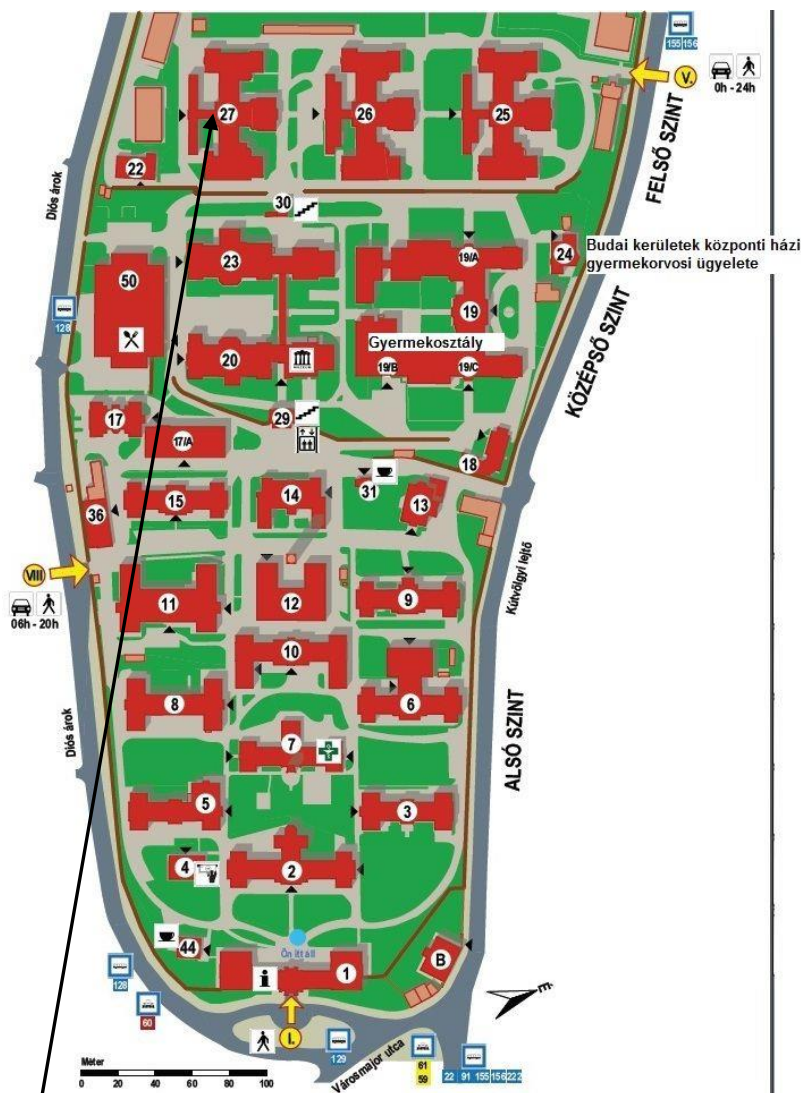 155 156
V.
0h - 24h
27
26
25
22
FELSŐ SZINT
Diós árok
30
23
19/A
24
Budai kerületek központi házi
gyermekorvosi ügyelete
50
19
128
KÖZÉPSŐ SZINT
20
Gyermekosztály
MÚZEUM
19/B
19/C
17
29
17/A
18
15
14
31
13
36
VIII
06h - 20h
11
12
9
Kútvölgyi lejtő
10
8
6
Diós árok
7
ALSÓ SZINT
5
3
4
2
44
Ön itt áll
1
B
É.
128
60
I.
129
Városmajor utca
61
59
22 91 155 156 222
Méter
0 20 40 60 80 100